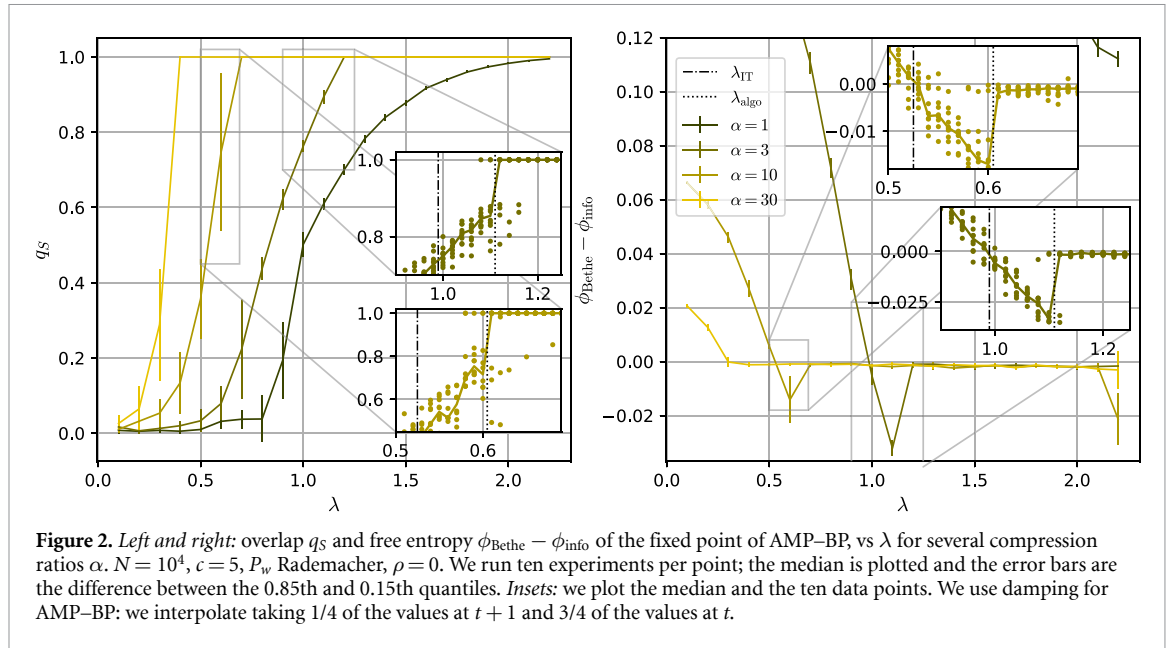 1.0
0.8
0.6
0.4
0.2
0.0
q_S
0.0 0.5 1.0 1.5 2.0
λ
1.0
0.8
1.0 1.2
1.0
0.8
0.6
0.4
0.5 0.6
0.12
0.10
0.08
0.06
0.04
0.02
0.00
−0.02
ϕ_Bethe − ϕ_info
0.0 0.5 1.0 1.5 2.0
λ
λ_IT
λ_algo
α = 1
α = 3
α = 10
α = 30
0.00
−0.01
0.5 0.6
0.000
−0.025
1.0 1.2
Figure 2. Left and right: overlap q_S and free entropy ϕ_Bethe − ϕ_info of the fixed point of AMP–BP, vs λ for several compression
ratios α. N = 10⁴, c = 5, P_w Rademacher, ρ = 0. We run ten experiments per point; the median is plotted and the error bars are
the difference between the 0.85th and 0.15th quantiles. Insets: we plot the median and the ten data points. We use damping for
AMP–BP: we interpolate taking 1/4 of the values at t + 1 and 3/4 of the values at t.